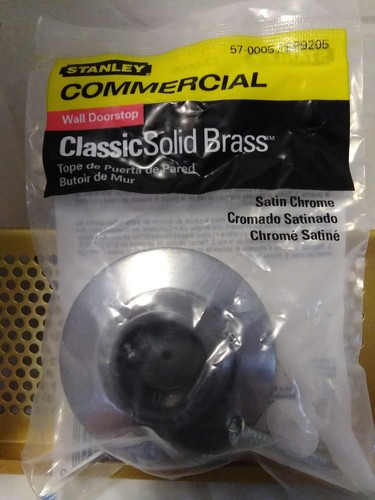 57-0005
STANLEY
COMMERCIAL
Wall Doorstop
ClassicSolid Brass™
Tope de Puerta de Pared
Butoir de Mur
Satin Chrome
Cromado Satinado
Chromé Satiné